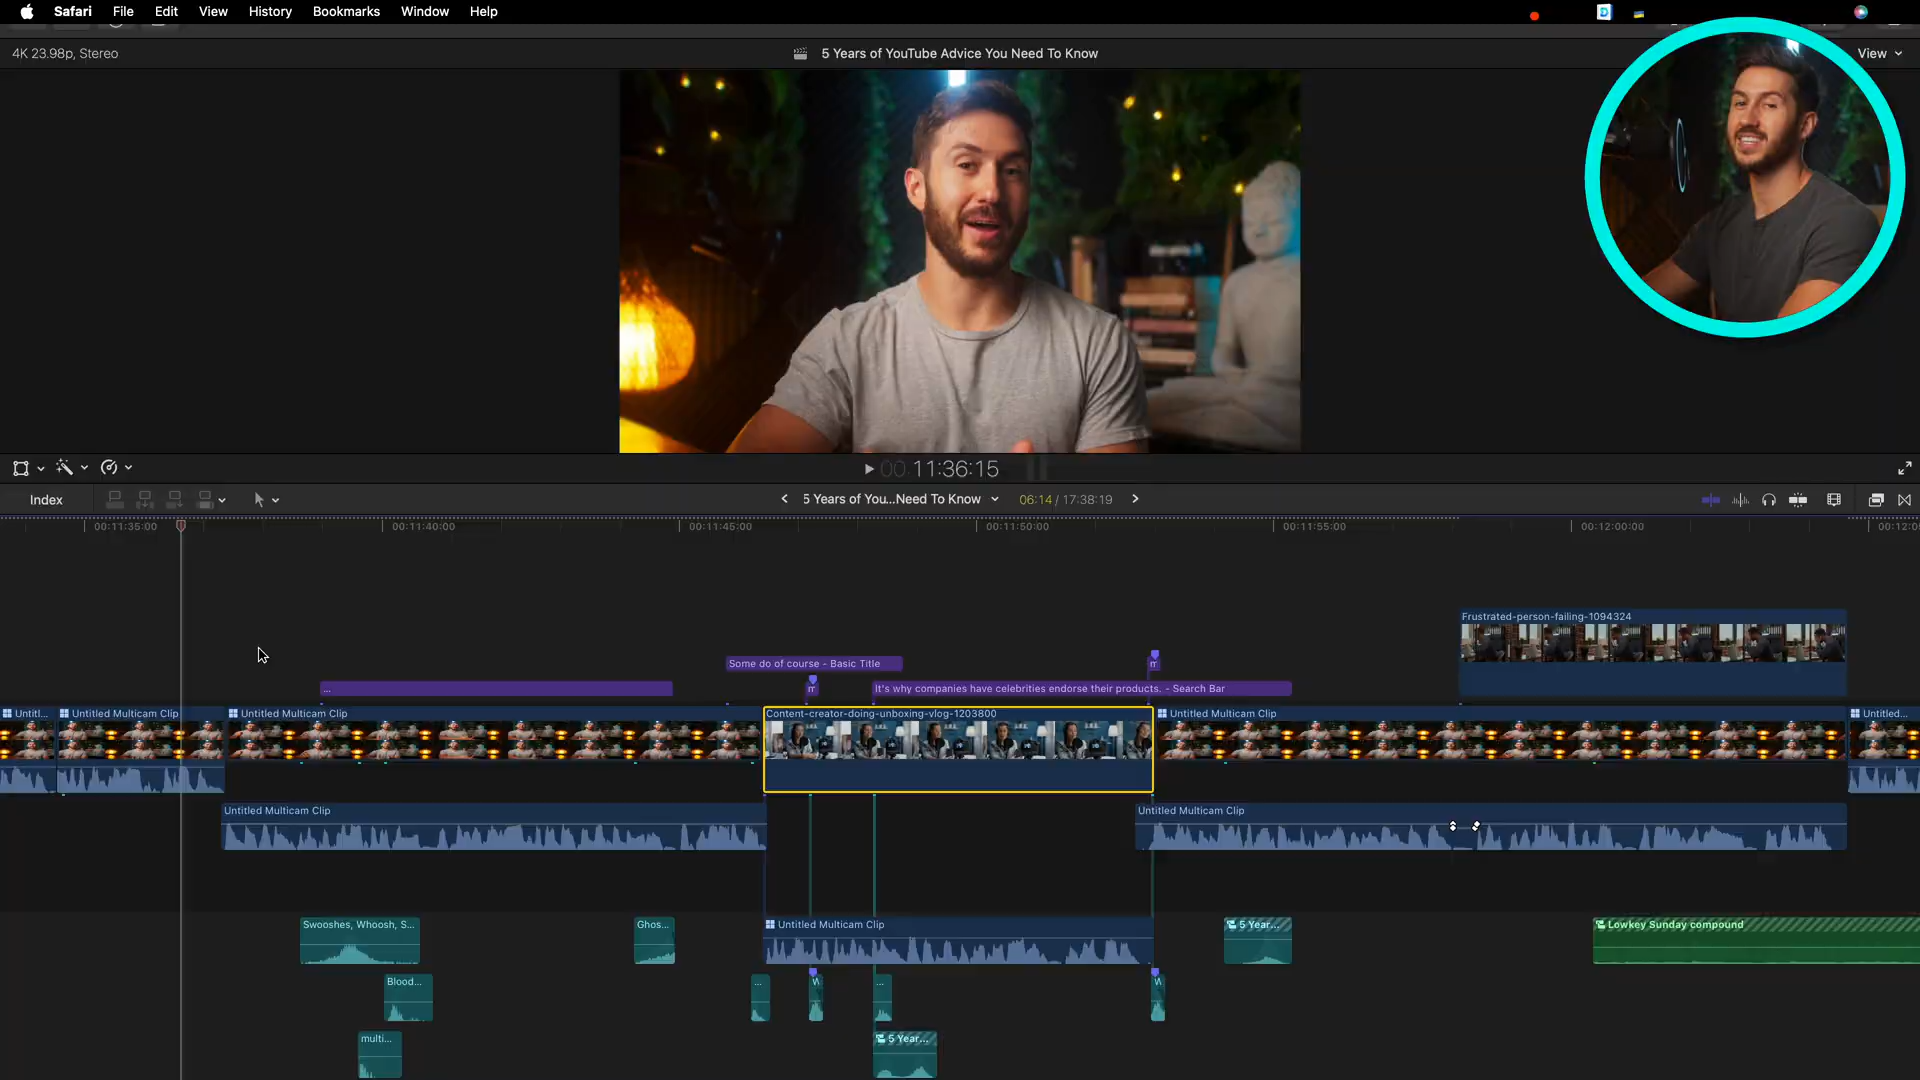 Safari File Edit View History Bookmarks Window Help
4K 23.98p, Stereo
5 Years of YouTube Advice You Need To Know
View
00:11:36:15
Index
5 Years of You...Need To Know
06:14 / 17:38:19
00:11:35:00 00:11:40:00 00:11:45:00 00:11:50:00 00:11:55:00 00:12:00:00
Frustrated-person-failing-1094324
Some do of course - Basic Title
...
It's why companies have celebrities endorse their products. - Search Bar
Untitl...
Untitled Multicam Clip
Untitled Multicam Clip
Content-creator-doing-unboxing-vlog-1203800
Untitled Multicam Clip
Untitled...
Untitled Multicam Clip
Untitled Multicam Clip
Swooshes, Whoosh, S...
Ghos...
Untitled Multicam Clip
5 Year...
Lowkey Sunday compound
Blood...
...
...
multi...
5 Year...